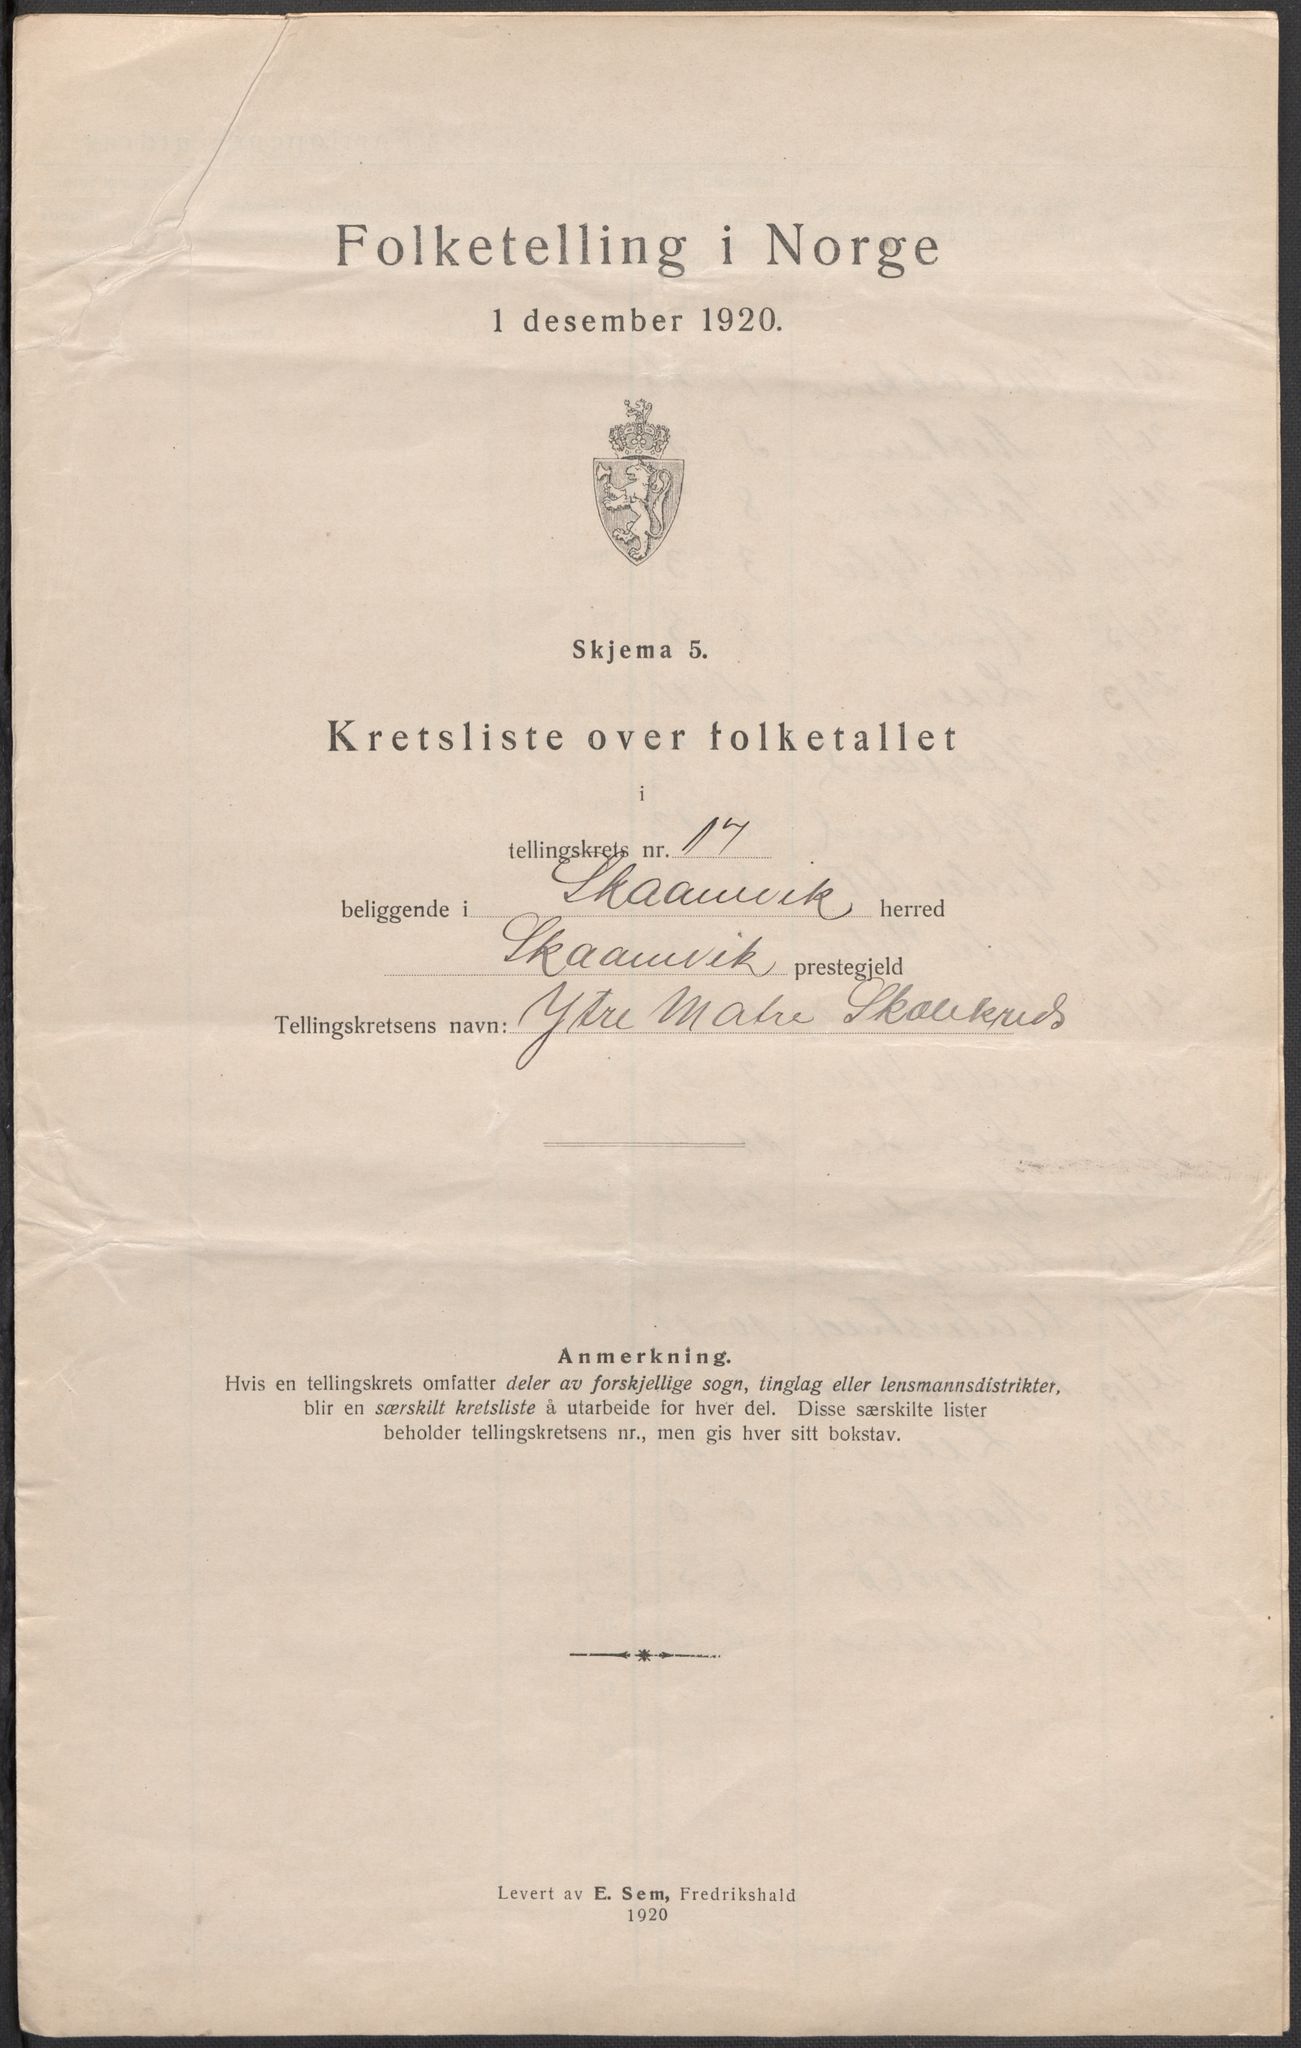 Folketelling i Norge
1 desember 1920.
Skjema 5.
Kretsliste over folketallet
i
tellingskrets nr. 17
beliggende i Skaanevik herred
Skaanevik prestegjeld
Tellingskretsens navn: Ytre Matre Skolekreds
Anmerkning.
Hvis en tellingskrets omfatter deler av forskjellige sogn, tinglag eller lensmannsdistrikter,
blir en særskilt kretsliste å utarbeide for hver del. Disse særskilte lister
beholder tellingskretsens nr., men gis hver sitt bokstav.
Levert av E. Sem, Fredrikshald
1920